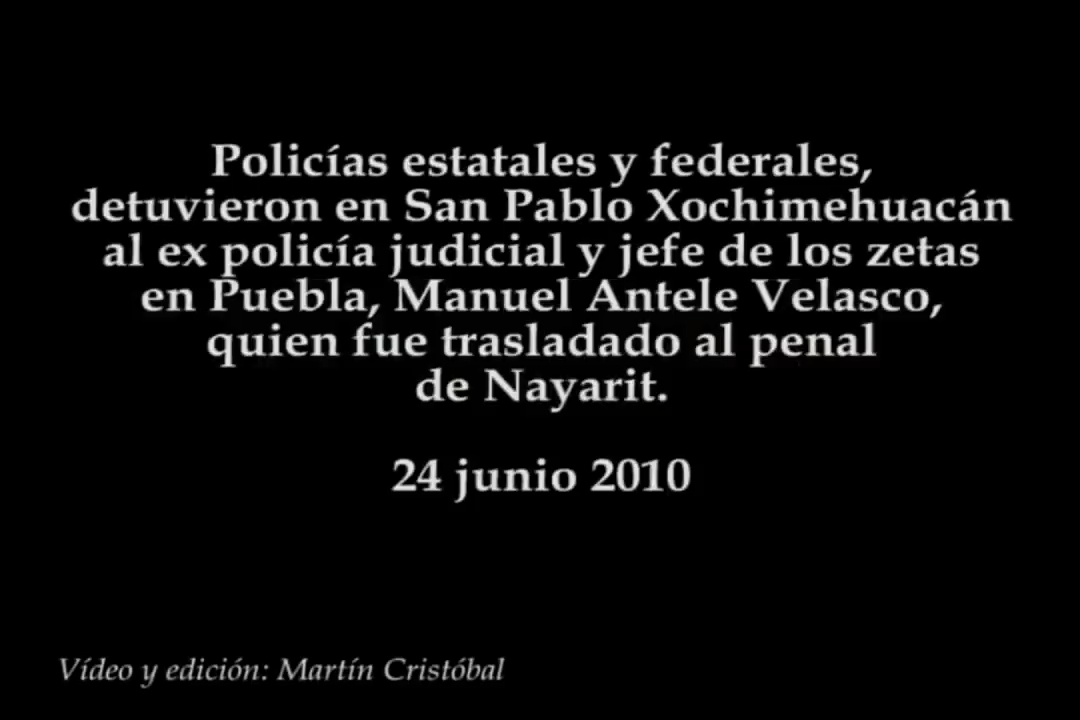 Policías estatales y federales,
detuvieron en San Pablo Xochimehuacán
al ex policía judicial y jefe de los zetas
en Puebla, Manuel Antele Velasco,
quien fue trasladado al penal
de Nayarit.
24 junio 2010
Vídeo y edición: Martín Cristóbal